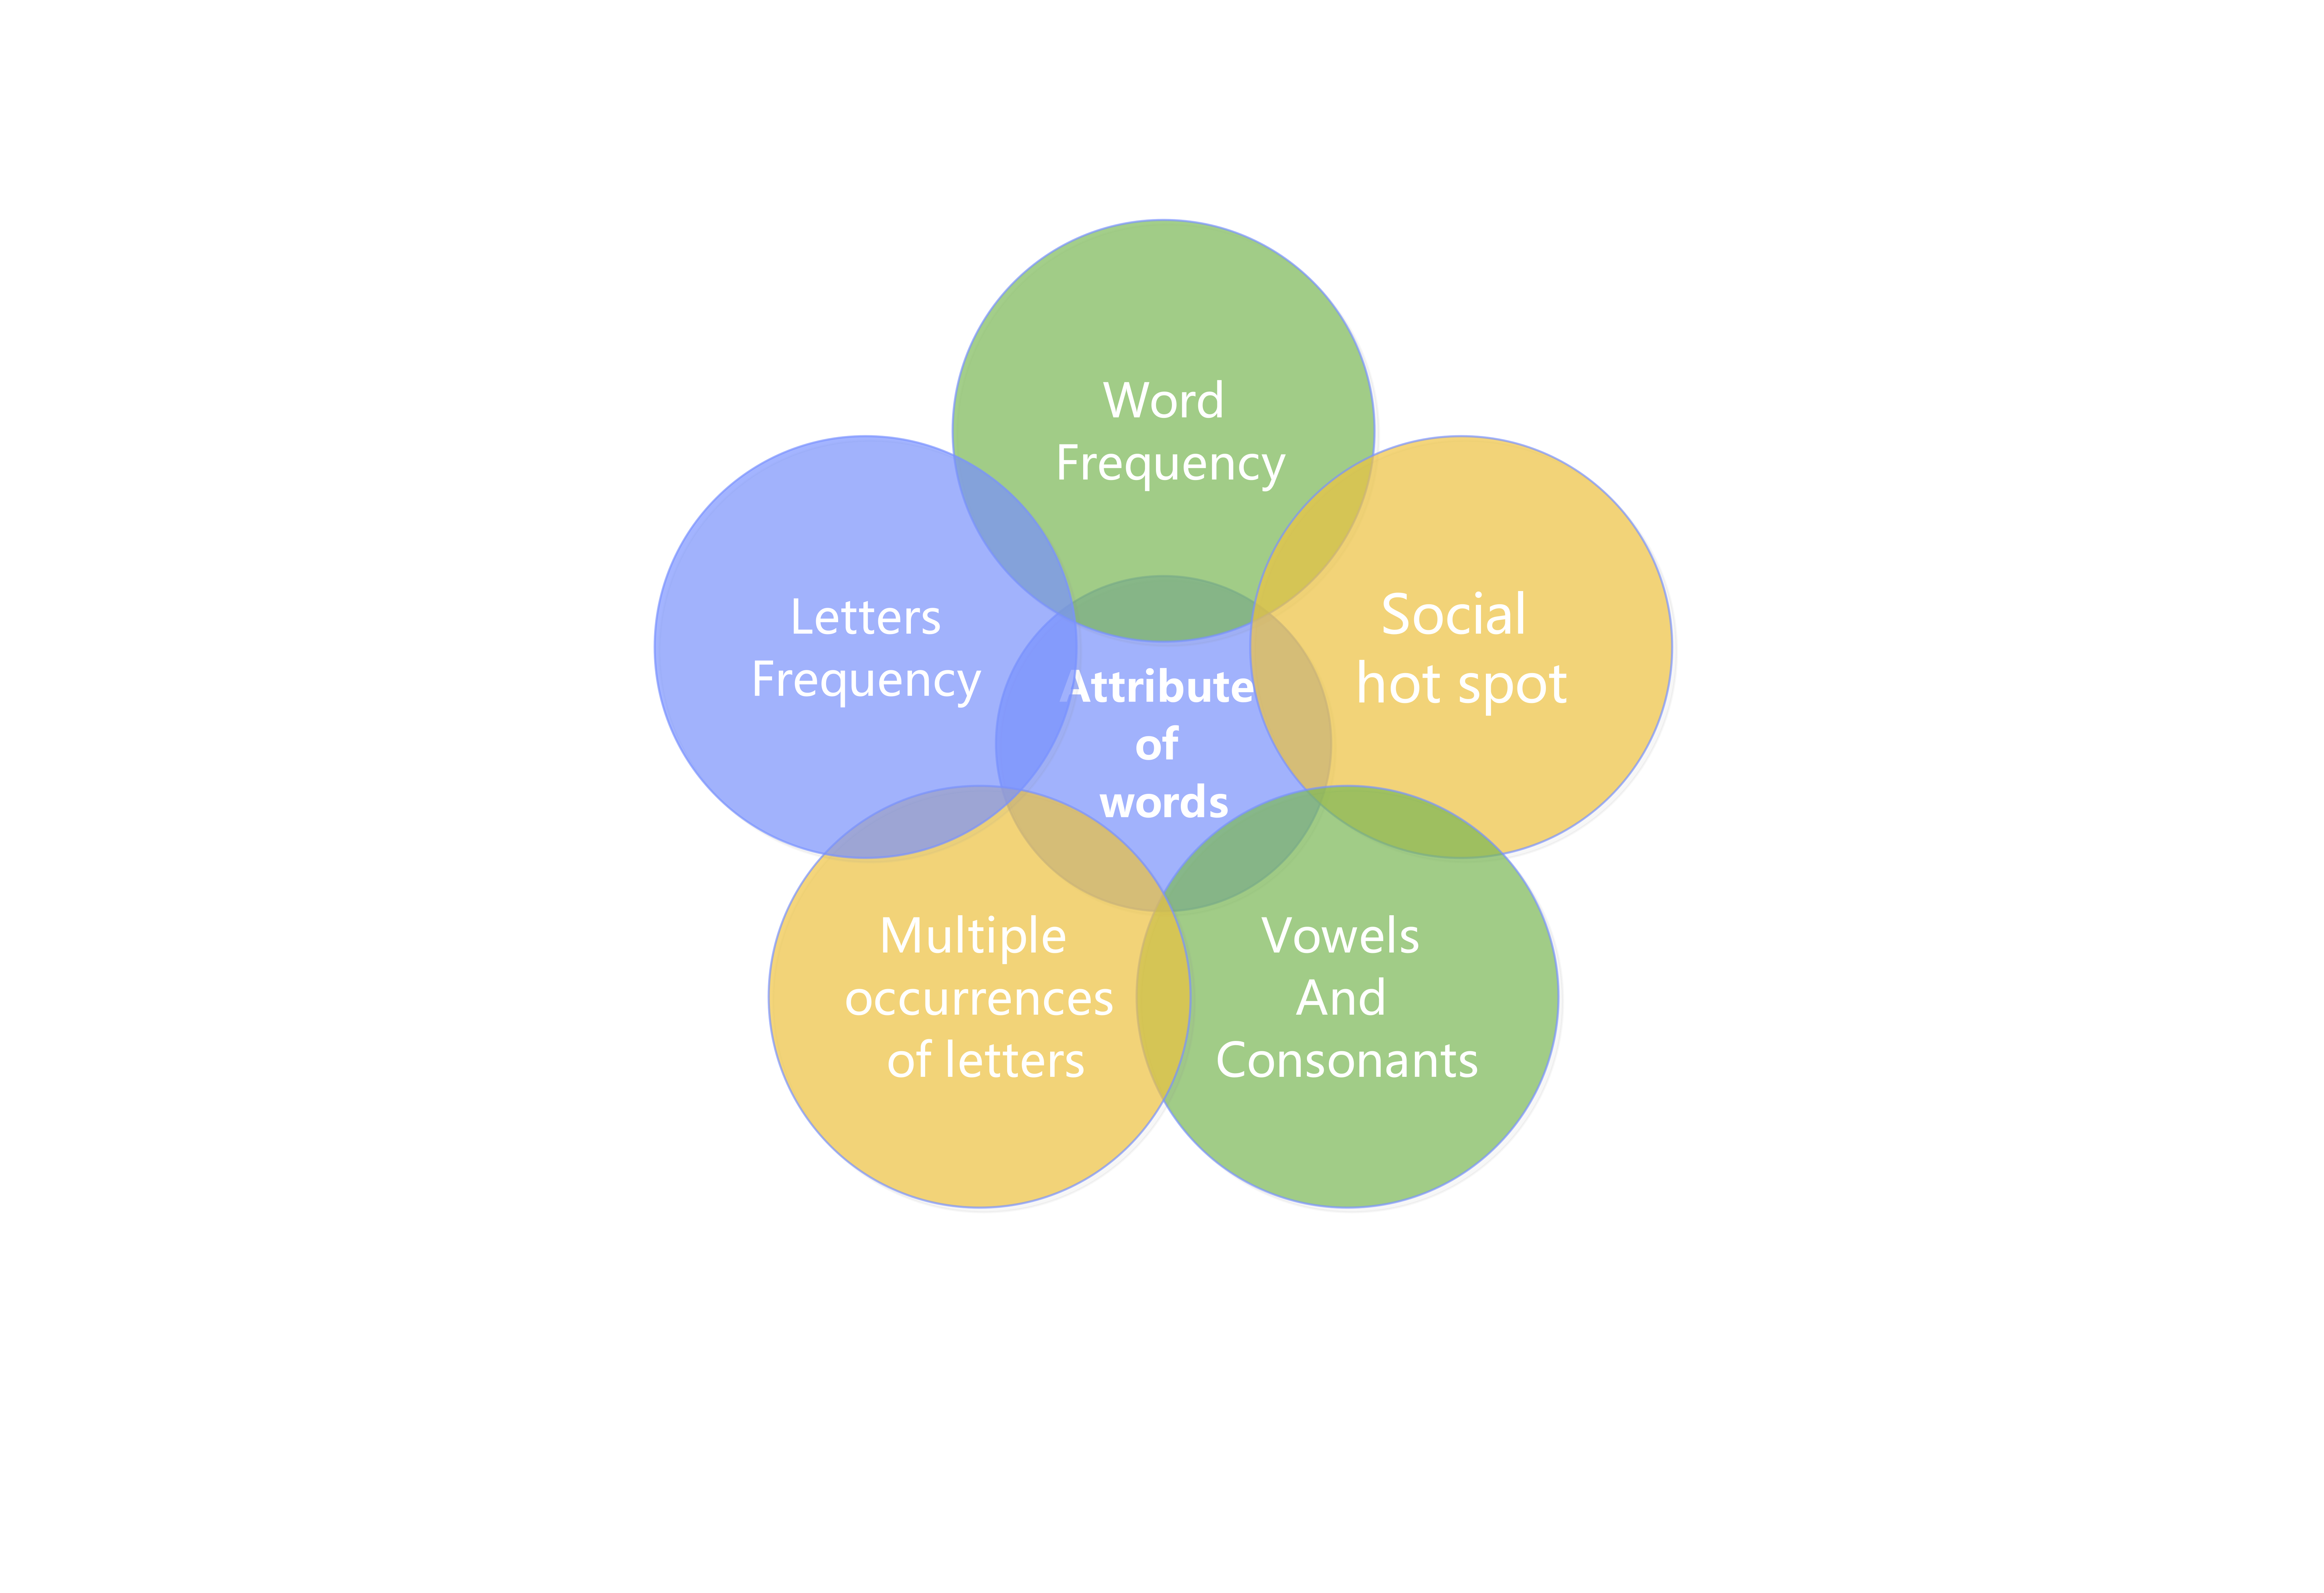 Word
Frequency
Letters
Frequency
Social
hot spot
Attribute
of
words
Multiple
occurrences
of letters
Vowels
And
Consonants